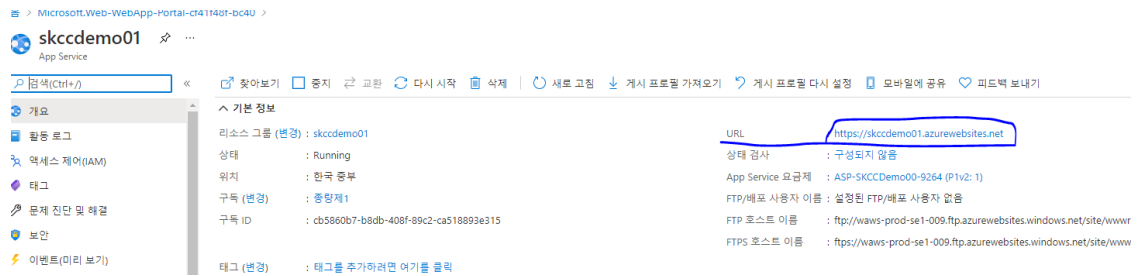 홈 > Microsoft.Web-WebApp-Portal-cf41f48f-bc40 >
skccdemo01 ...
App Service
검색(Ctrl+/) «
찾아보기 중지 교환 다시 시작 삭제 새로 고침 게시 프로필 가져오기 게시 프로필 다시 설정 모바일에 공유 피드백 보내기
개요
활동 로그
액세스 제어(IAM)
태그
문제 진단 및 해결
보안
이벤트(미리 보기)
기본 정보
리소스 그룹 (변경) : skccdemo01
상태 : Running
위치 : 한국 중부
구독 (변경) : 종량제1
구독 ID : cb5860b7-b8db-408f-89c2-ca518893e315
태그 (변경) : 태그를 추가하려면 여기를 클릭
URL https://skccdemo01.azurewebsites.net
상태 검사 : 구성되지 않음
App Service 요금제 : ASP-SKCCDemo00-9264 (P1v2: 1)
FTP/배포 사용자 이름 : 설정된 FTP/배포 사용자 없음
FTP 호스트 이름 : ftp://waws-prod-se1-009.ftp.azurewebsites.windows.net/site/wwwr
FTPS 호스트 이름 : ftps://waws-prod-se1-009.ftp.azurewebsites.windows.net/site/www